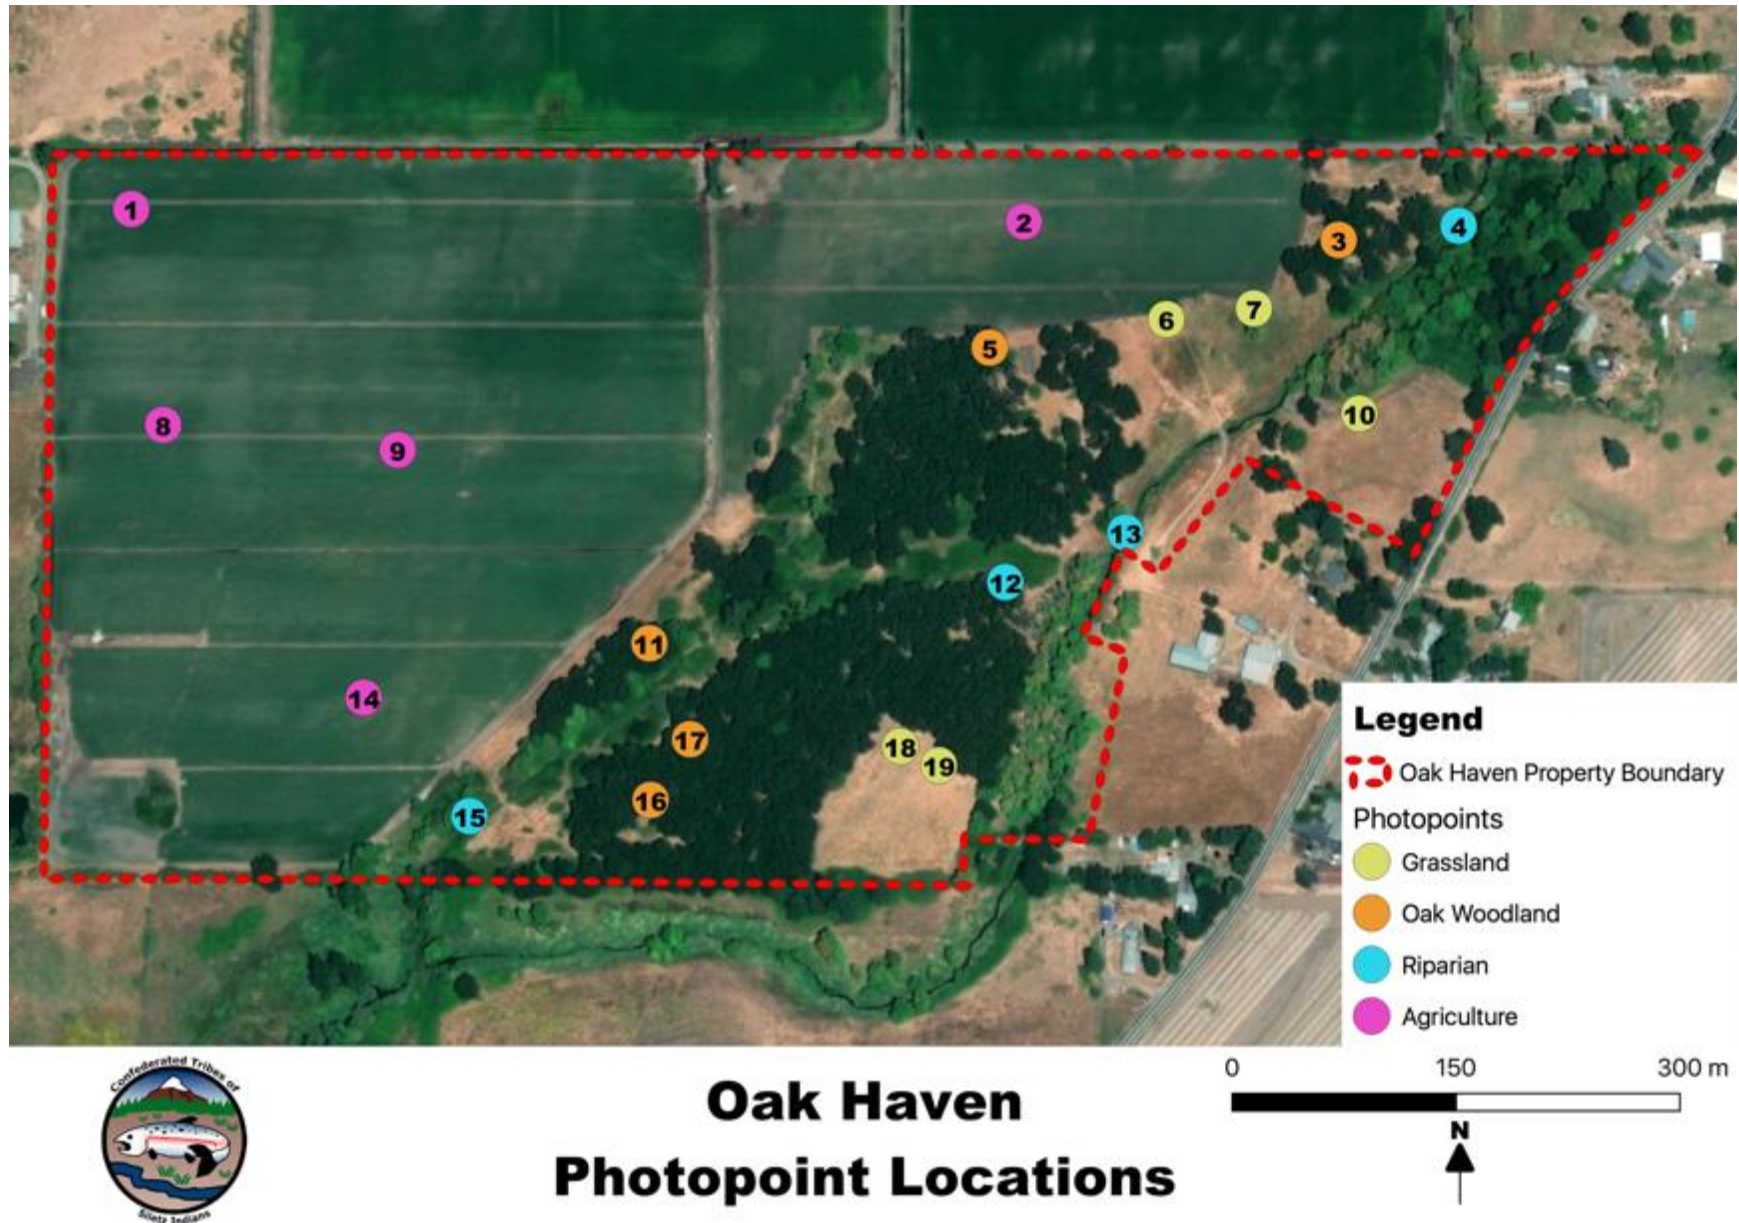 1
2
3
4
5
6
7
8
9
10
11
12
13
14
15
16
17
18
19
Legend
Oak Haven Property Boundary
Photopoints
Grassland
Oak Woodland
Riparian
Agriculture
0 150 300 m
N
Oak Haven
Photopoint Locations
Confederated Tribes of
Siletz Indians